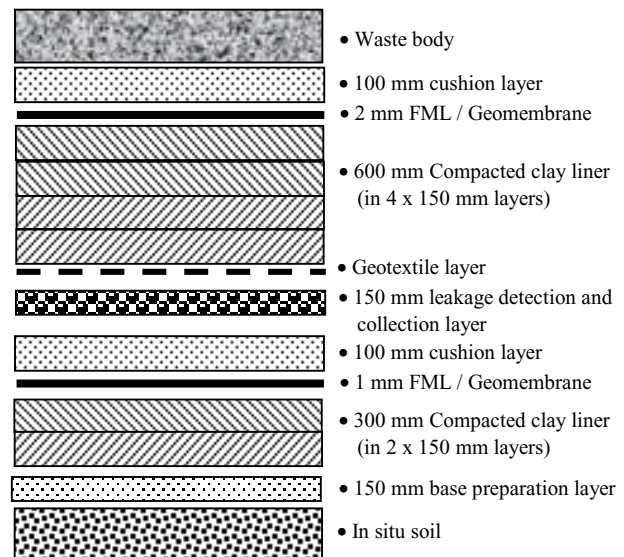 • Waste body
• 100 mm cushion layer
• 2 mm FML / Geomembrane
• 600 mm Compacted clay liner
(in 4 x 150 mm layers)
• Geotextile layer
• 150 mm leakage detection and
collection layer
• 100 mm cushion layer
• 1 mm FML / Geomembrane
• 300 mm Compacted clay liner
(in 2 x 150 mm layers)
• 150 mm base preparation layer
• In situ soil